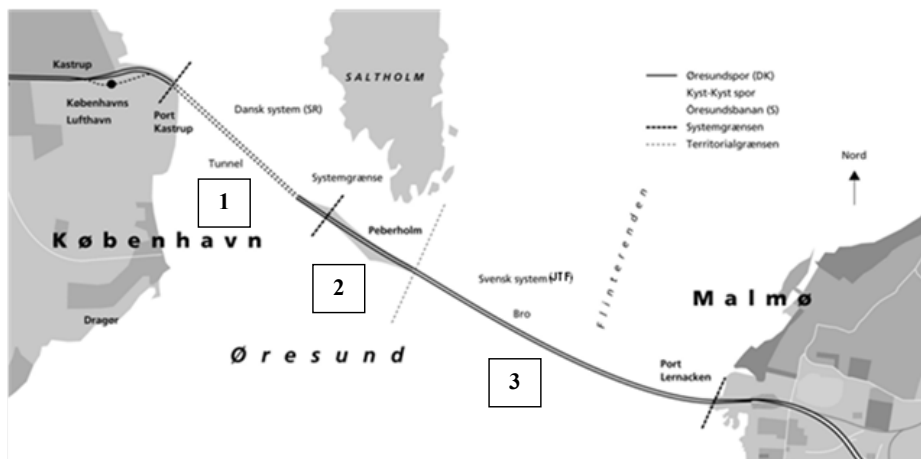 Kastrup
Københavns
Lufthavn
Port
Kastrup
Dansk system (SR)
SALTHOLM
Øresundspor (DK)
Kyst-Kyst spor
Öresundsbanan (S)
Systemgrænsen
Territorialgrænsen
Nord
Tunnel
Systemgrænse
1
København
Peberholm
Flinterenden
2
Svensk system (JTF)
Malmø
Bro
Dragør
Øresund
3
Port
Lernacken